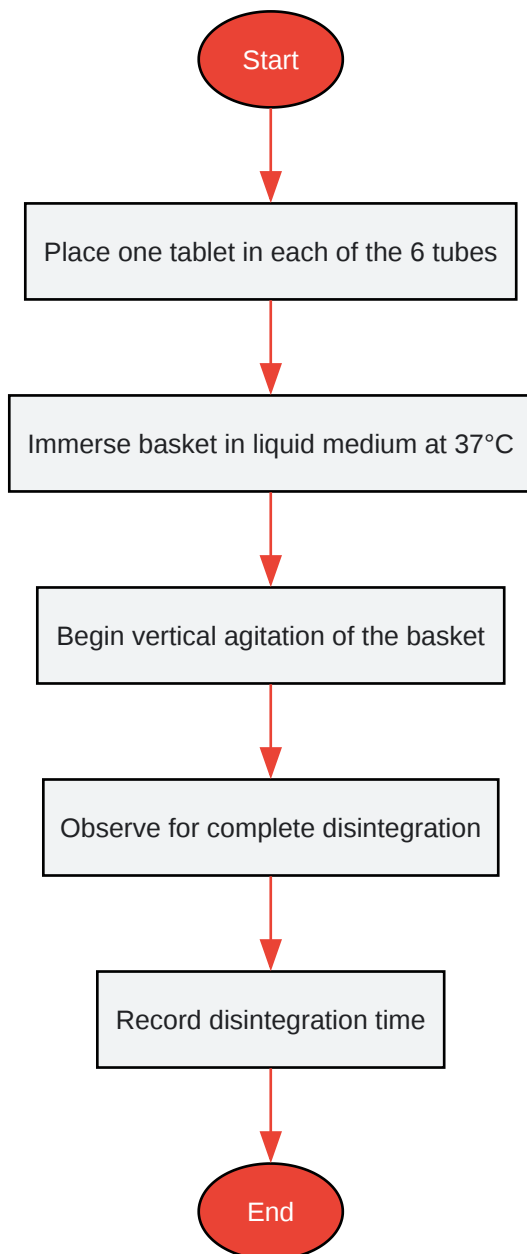 Start
Place one tablet in each of the 6 tubes
Immerse basket in liquid medium at 37°C
Begin vertical agitation of the basket
Observe for complete disintegration
Record disintegration time
End